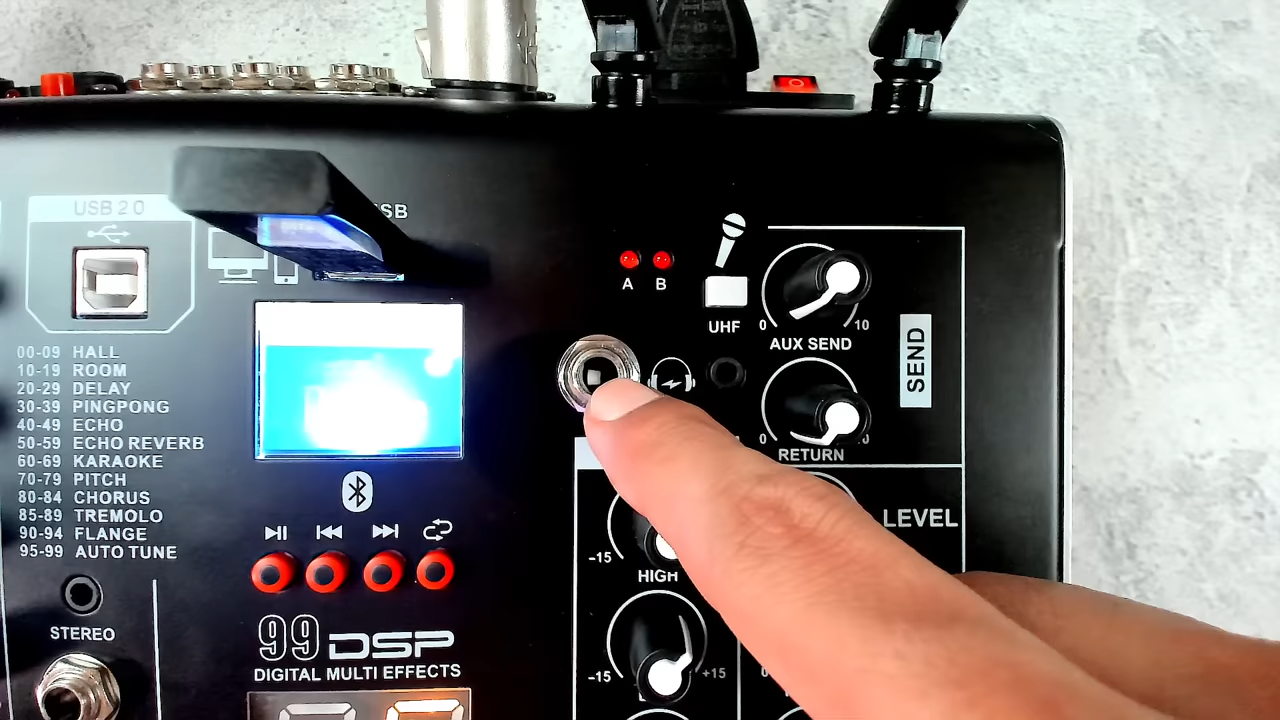 USB 2.0
SB
A B
UHF
0 10
AUX SEND
SEND
0
RETURN
00-09 HALL
10-19 ROOM
20-29 DELAY
30-39 PINGPONG
40-49 ECHO
50-59 ECHO REVERB
60-69 KARAOKE
70-79 PITCH
80-84 CHORUS
85-89 TREMOLO
90-94 FLANGE
95-99 AUTO TUNE
LEVEL
-15
HIGH
STEREO
99 DSP
DIGITAL MULTI EFFECTS
-15 +15